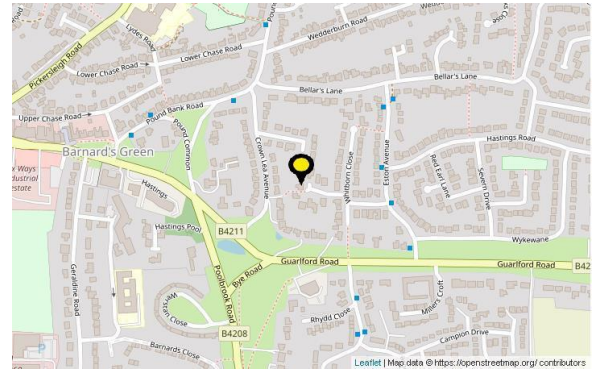 Lydes Road
Wedderburn Road
Pickersleigh Road
Lower Chase Road
Lower Chase Road
Bellar's Lane
Bellar's Lane
Upper Chase Road
Pound Bank Road
Pound Common
Barnard's Green
Crown Lea Avenue
Whitborn Close
Eston Avenue
Hastings Road
Red Earl Lane
Severn Drive
Hastings
Hastings Pool
B4211
Wykewane
Geraldine Road
Poolbrook Road
Bye Road
Guarlford Road
Guarlford Road
B42
Werstan Close
B4208
Rhydd Close
Millers Croft
Barnards Close
Campion Drive
Leaflet | Map data © https://openstreetmap.org/ contributors